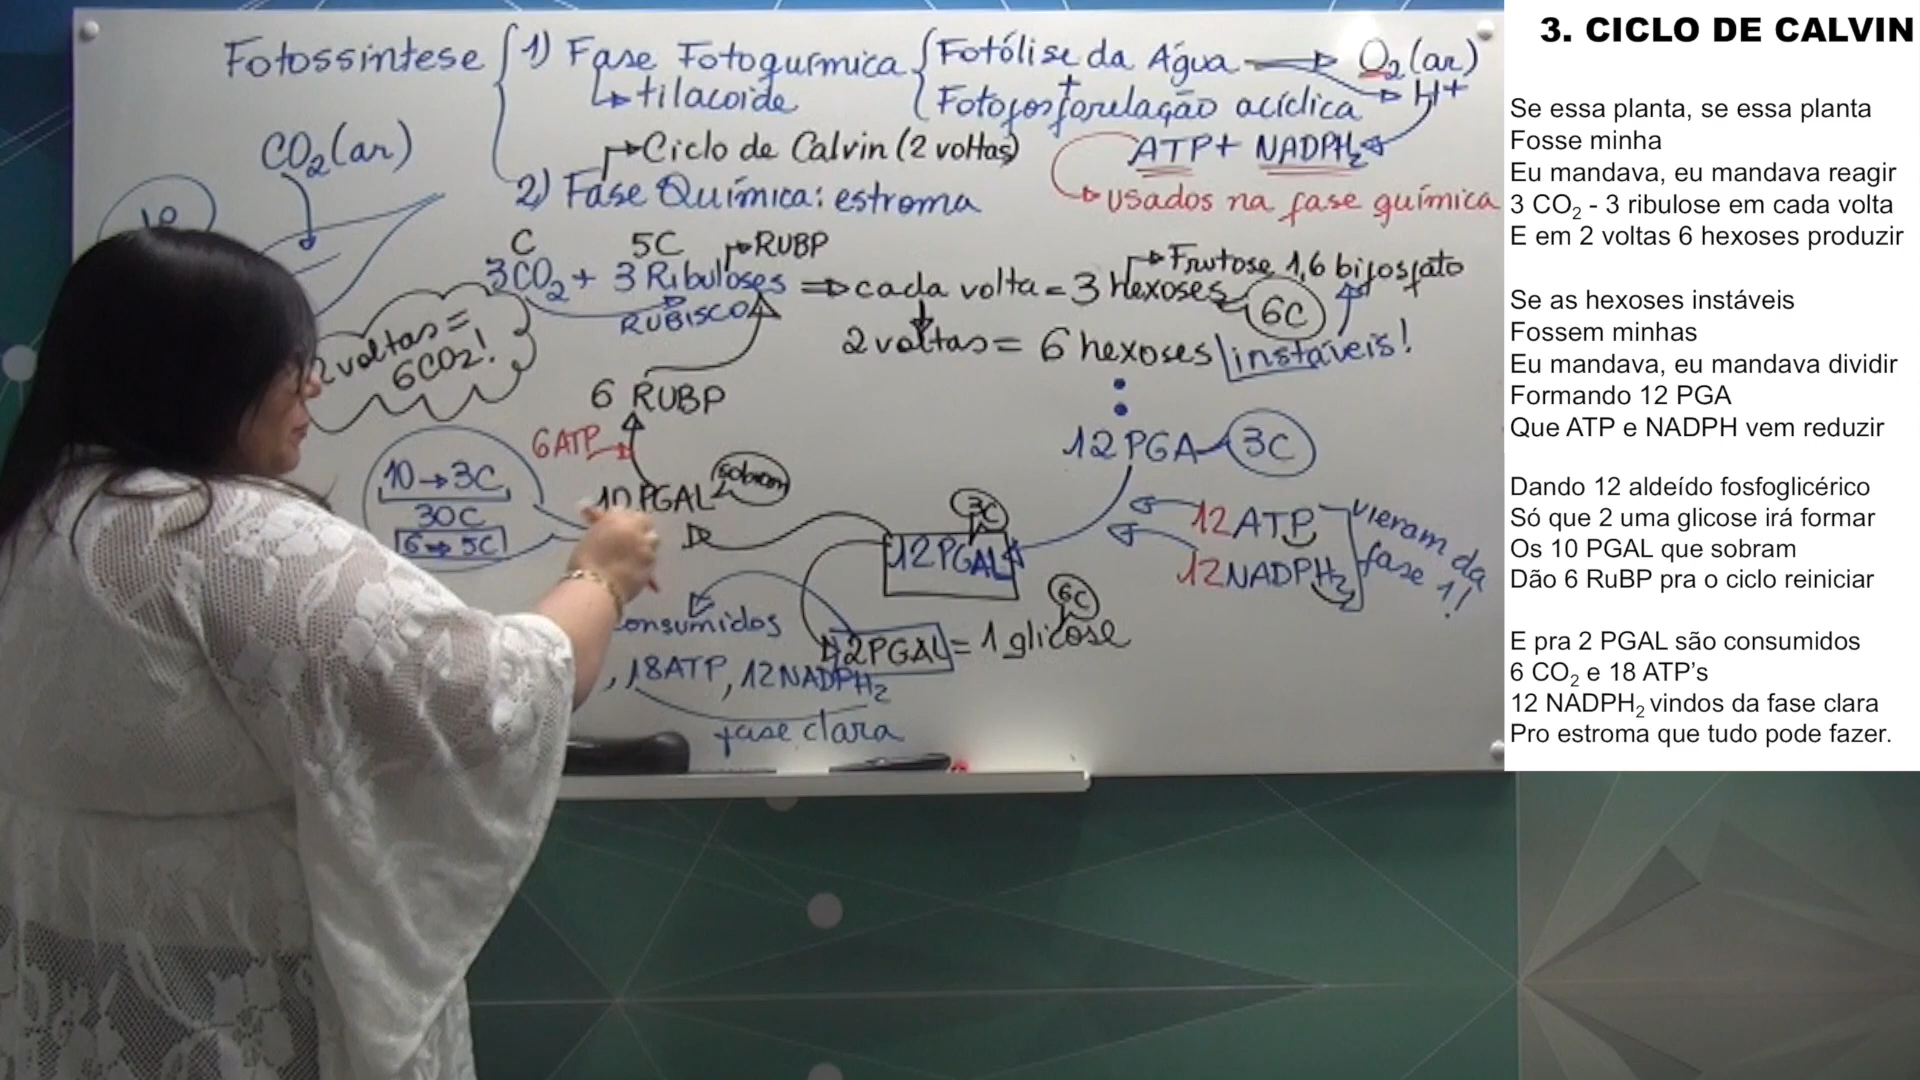 Fotossíntese
1) Fase Fotoquímica
tilacoide
Fotólise da Água
O2(ar)
+
H+
Fotofosforilação acíclica
ATP + NADPH2
usados na fase química
Ciclo de Calvin (2 voltas)
2) Fase Química: estroma
CO2(ar)
C
5C
RUBP
3CO2 + 3 Ribuloses
RUBISCO
cada volta = 3 hexoses
Frutose 1,6 bifosfato
6C
2 voltas = 6 hexoses instáveis!
2 voltas =
6CO2!
6 RUBP
6ATP
10 PGAL
sobram
10 → 3C
30C
6 → 5C
12 PGA
3C
3C
12 PGAL
12 ATP
12 NADPH2
vieram da
fase 1!
6C
2PGAL = 1 glicose
consumidos
, 18ATP, 12NADPH2
fase clara
3. CICLO DE CALVIN
Se essa planta, se essa planta
Fosse minha
Eu mandava, eu mandava reagir
3 CO2 - 3 ribulose em cada volta
E em 2 voltas 6 hexoses produzir
Se as hexoses instáveis
Fossem minhas
Eu mandava, eu mandava dividir
Formando 12 PGA
Que ATP e NADPH vem reduzir
Dando 12 aldeído fosfoglicérico
Só que 2 uma glicose irá formar
Os 10 PGAL que sobram
Dão 6 RuBP pra o ciclo reiniciar
E pra 2 PGAL são consumidos
6 CO2 e 18 ATP’s
12 NADPH2 vindos da fase clara
Pro estroma que tudo pode fazer.